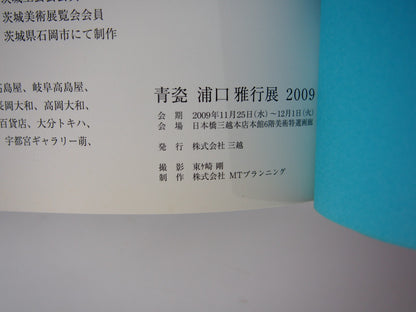 茨城美術展覧会会員
茨城県石岡市にて制作
高島屋、岐阜高島屋、
長岡大和、高岡大和、
百貨店、大分トキハ、
宇都宮ギャラリー萠、
青瓷 浦口 雅行展 2009
会 期 2009年11月25日(水)～12月1日(火)
会 場 日本橋三越本店本館6階美術特選画廊
発 行 株式会社 三越
撮 影 東ヶ崎 剛
制 作 株式会社 MTプランニング